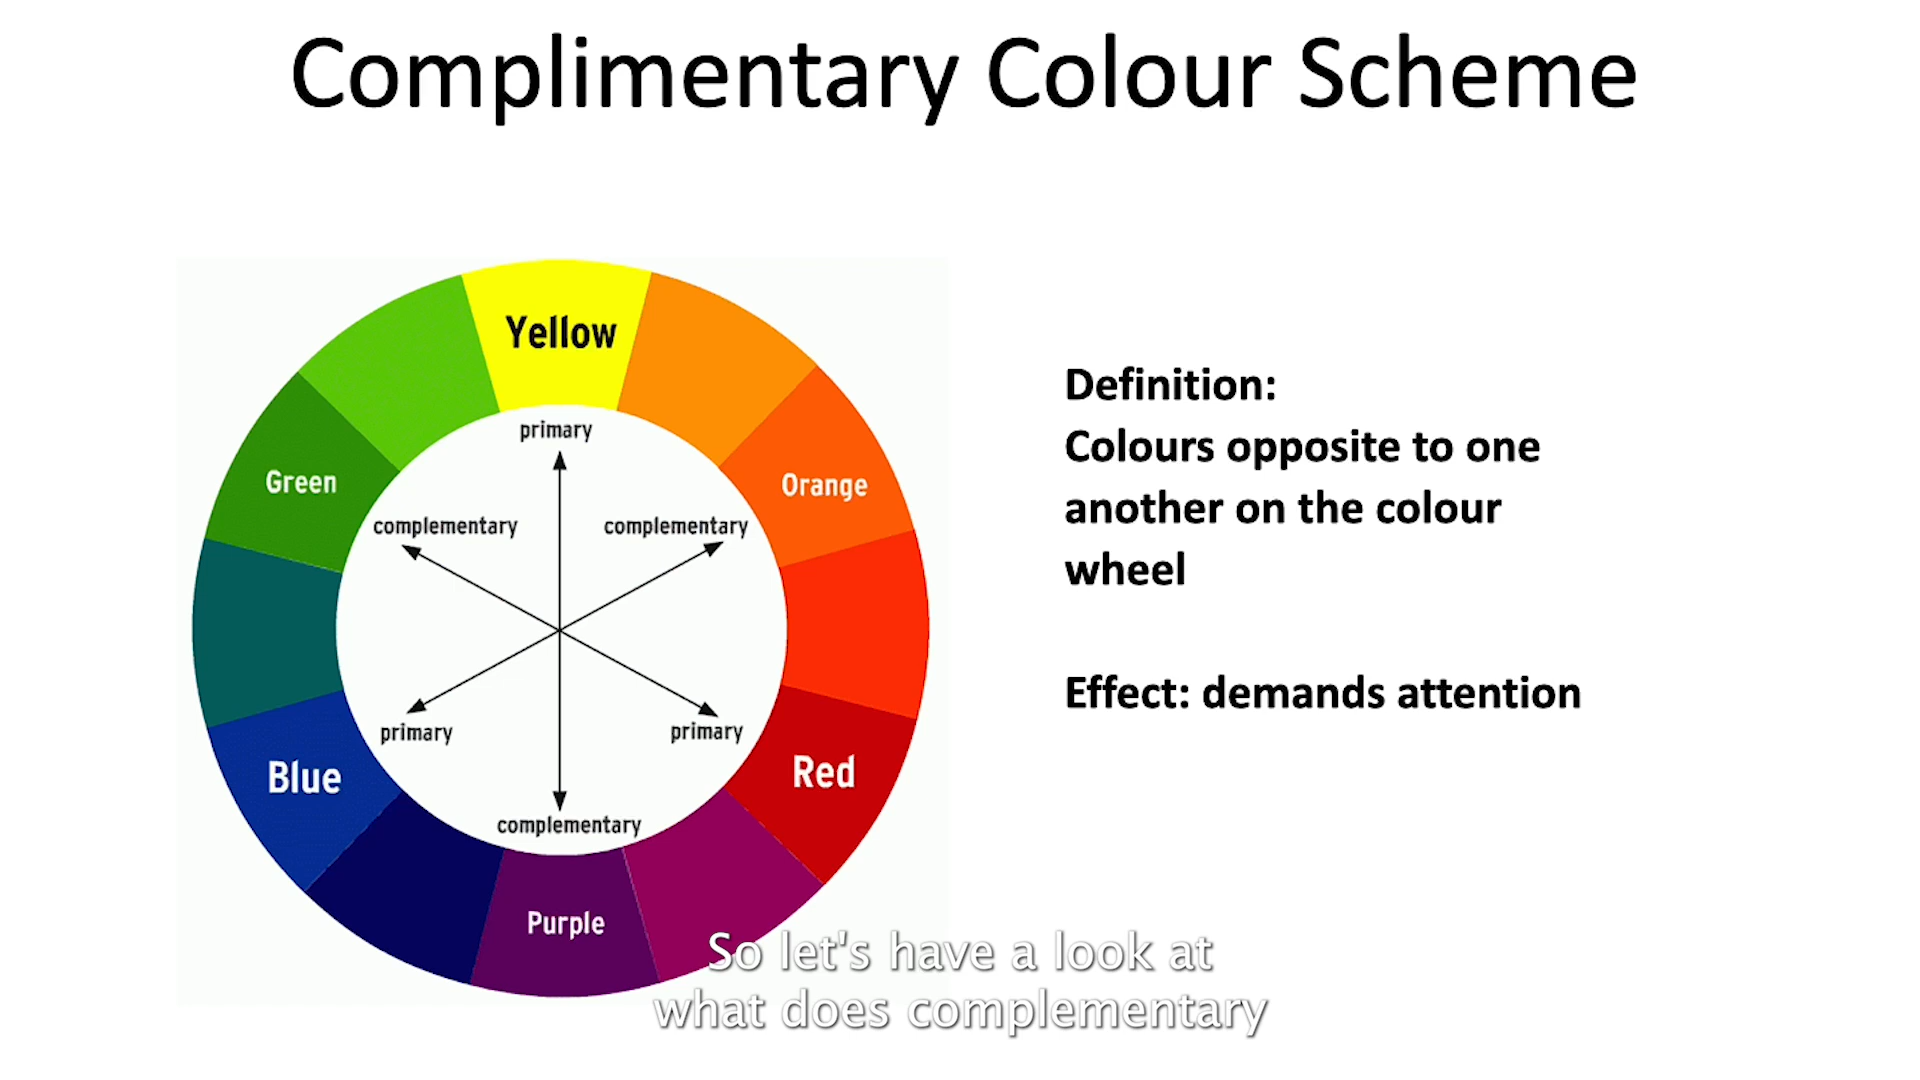 Complimentary Colour Scheme
Yellow
primary
Green
Orange
complementary
complementary
primary
primary
Blue
Red
complementary
Purple
Definition:
Colours opposite to one
another on the colour
wheel
Effect: demands attention
So let's have a look at
what does complementary